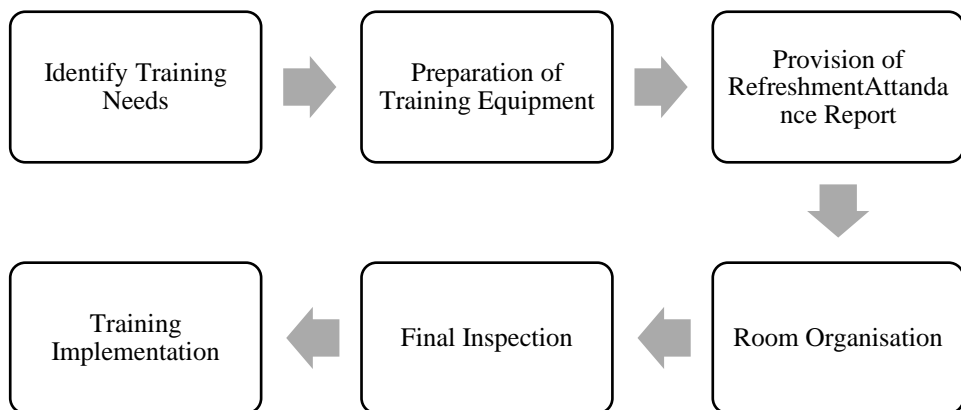 Identify Training
Needs
Preparation of
Training Equipment
Provision of
RefreshmentAttanda
nce Report
Room Organisation
Final Inspection
Training
Implementation